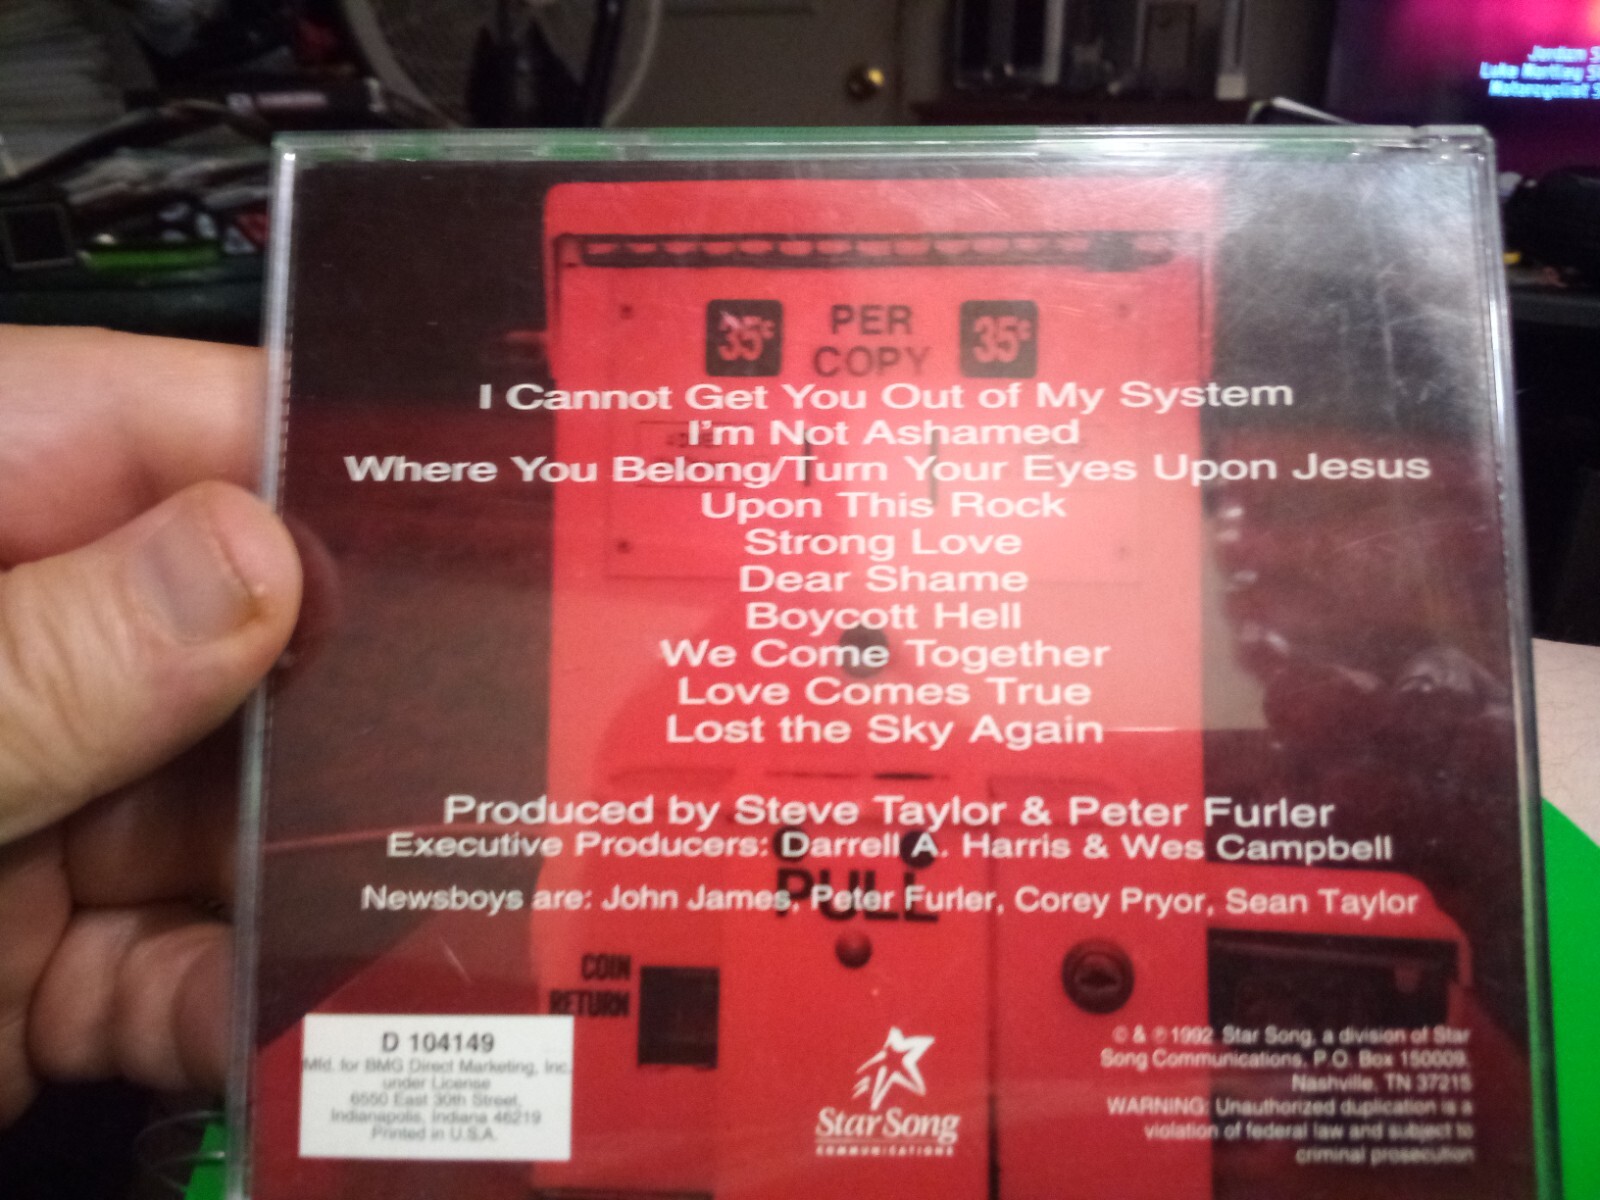 Jordan S
Luke Morley S
Motorcyclist S
35¢ PER COPY 35¢
I Cannot Get You Out of My System
I'm Not Ashamed
Where You Belong/Turn Your Eyes Upon Jesus
Upon This Rock
Strong Love
Dear Shame
Boycott Hell
We Come Together
Love Comes True
Lost the Sky Again
Produced by Steve Taylor & Peter Furler
Executive Producers: Darrell A. Harris & Wes Campbell
PULL
Newsboys are: John James, Peter Furler, Corey Pryor, Sean Taylor
COIN
RETURN
D 104149
Mfd. for BMG Direct Marketing, Inc.
under License
6550 East 30th Street,
Indianapolis, Indiana 46219
Printed in U.S.A.
Star Song
COMMUNICATIONS
© & ℗ 1992 Star Song, a division of Star
Song Communications, P.O. Box 150009,
Nashville, TN 37215
WARNING: Unauthorized duplication is a
violation of federal law and subject to
criminal prosecution